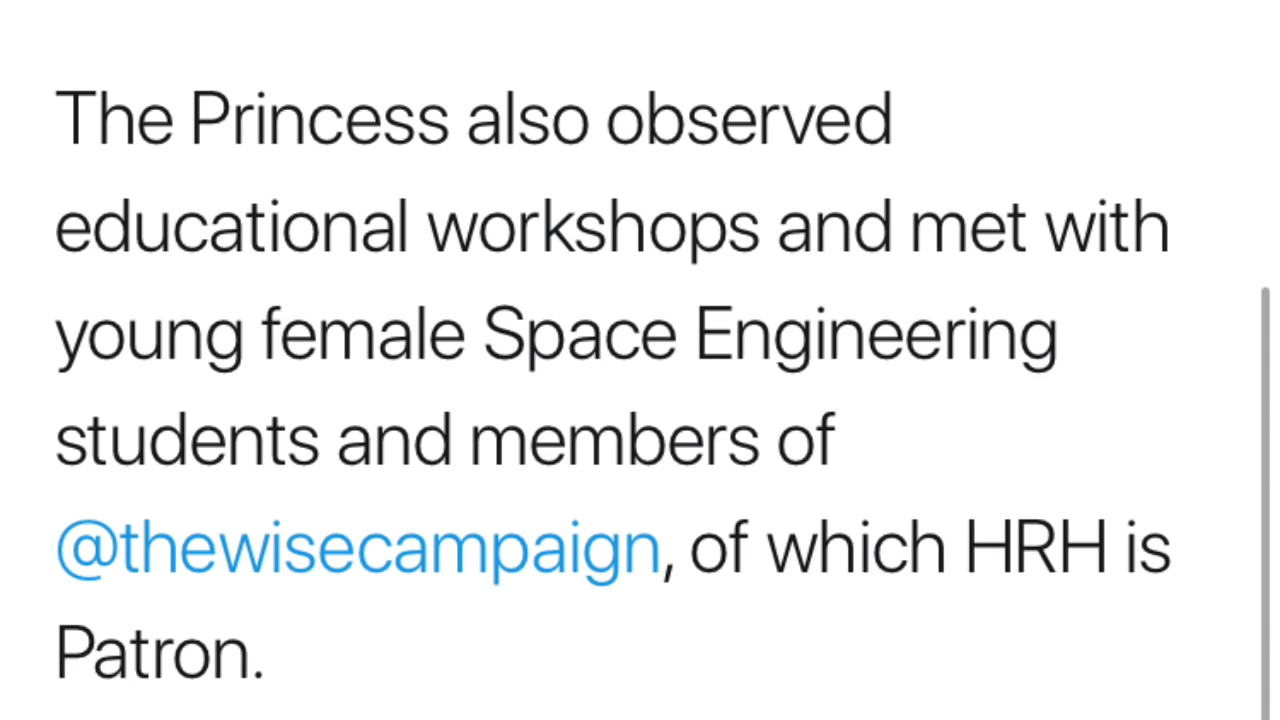 The Princess also observed
educational workshops and met with
young female Space Engineering
students and members of
@thewisecampaign, of which HRH is
Patron.